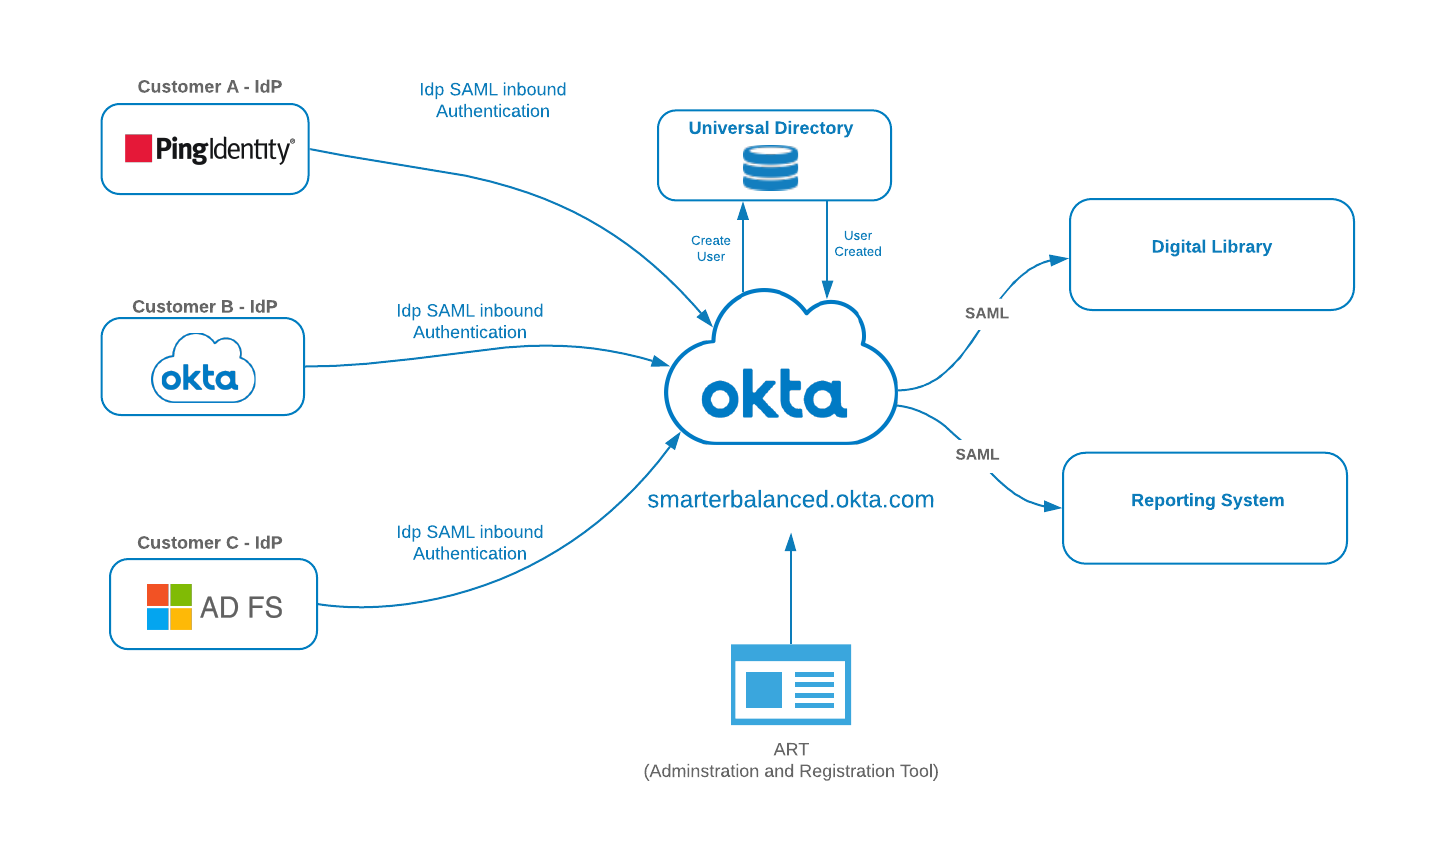 Customer A - IdP
PingIdentity®
Idp SAML inbound
Authentication
Universal Directory
Create
User
User
Created
Digital Library
SAML
Customer B - IdP
okta
Idp SAML inbound
Authentication
okta
smarterbalanced.okta.com
SAML
Reporting System
Customer C - IdP
AD FS
Idp SAML inbound
Authentication
ART
(Adminstration and Registration Tool)